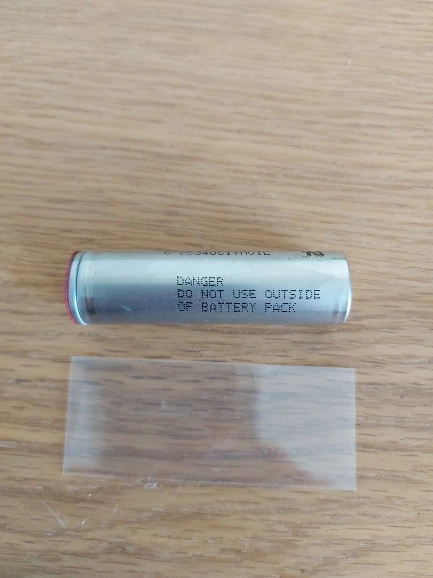 DANGER
DO NOT USE OUTSIDE
OF BATTERY PACK